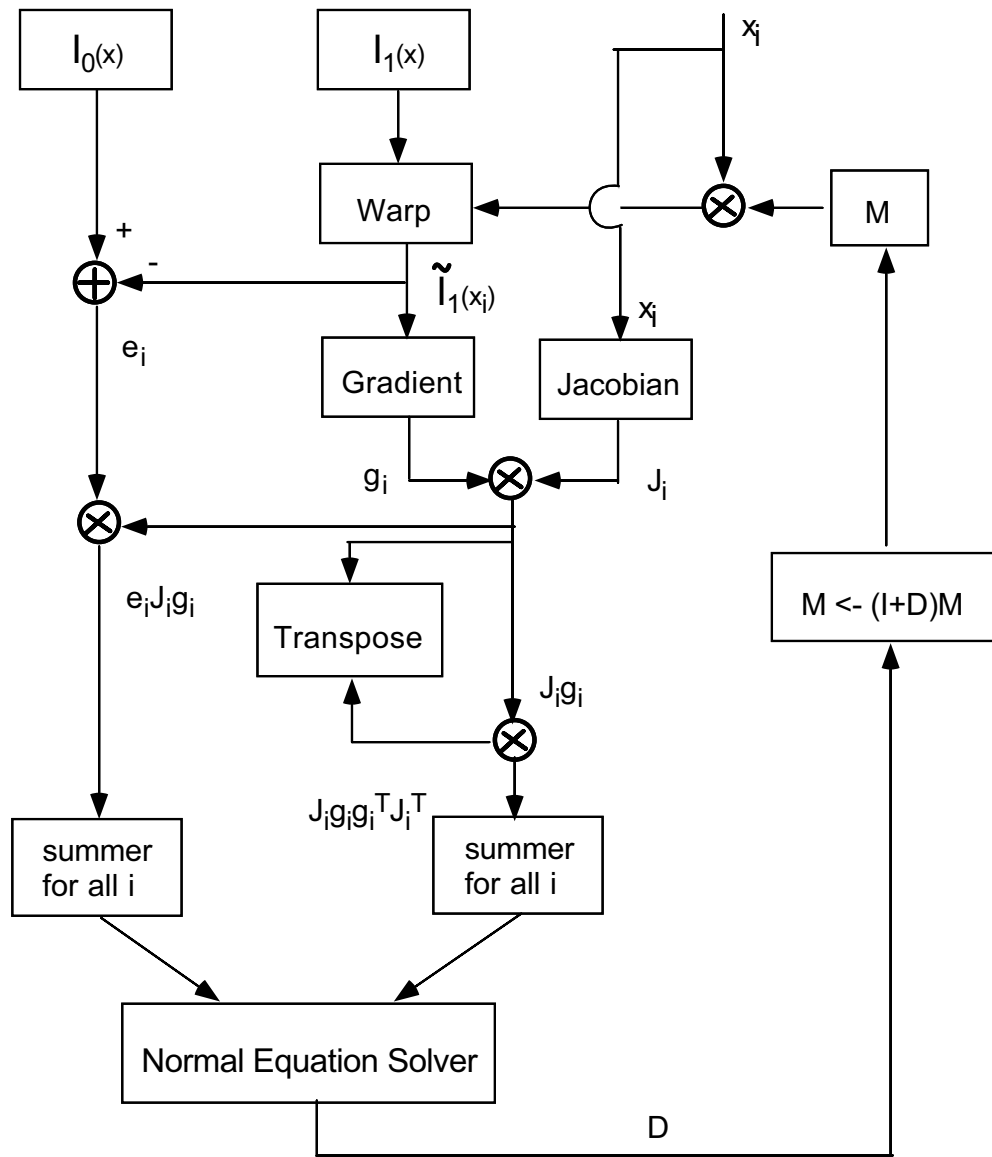 I₀(x)
I₁(x)
xᵢ
Warp
M
+
-
Ĩ₁(xᵢ)
xᵢ
eᵢ
Gradient
Jacobian
gᵢ
Jᵢ
eᵢJᵢgᵢ
Transpose
M <- (I+D)M
Jᵢgᵢ
JᵢgᵢgᵢᵀJᵢᵀ
summer
for all i
summer
for all i
Normal Equation Solver
D